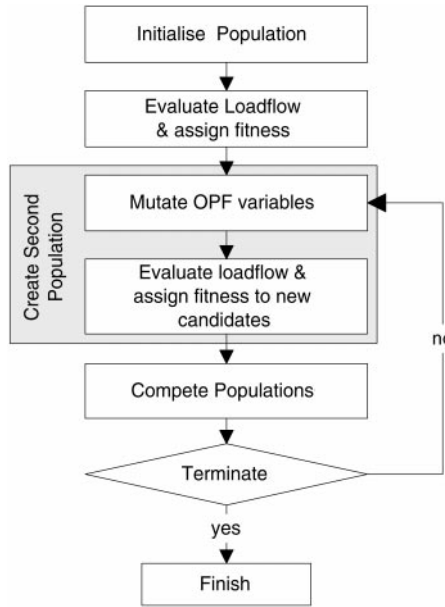 Initialise Population
Evaluate Loadflow
& assign fitness
Create Second
Population
Mutate OPF variables
Evaluate loadflow &
assign fitness to new
candidates
Compete Populations
Terminate
no
yes
Finish